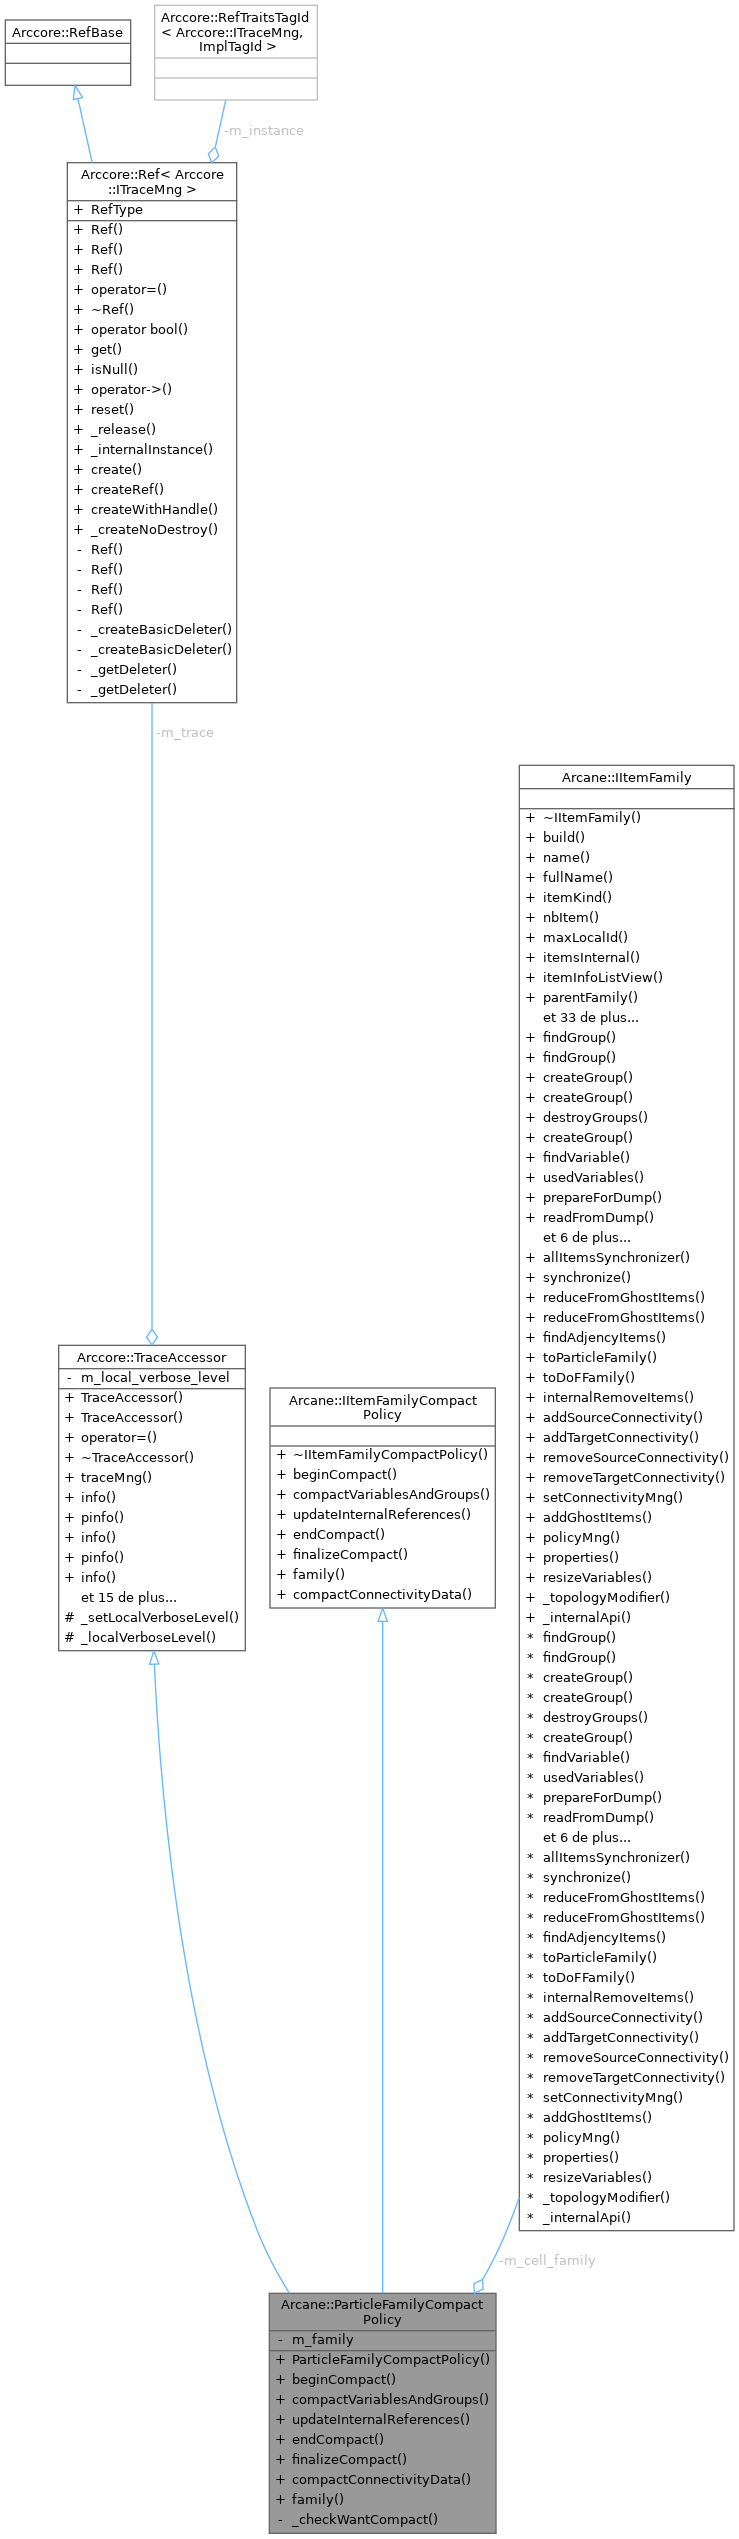 Arccore::RefBase
Arccore::RefTraitsTagId
< Arccore::ITraceMng,
ImplTagId >
-m_instance
Arccore::Ref< Arccore
::ITraceMng >
+ RefType
+ Ref()
+ Ref()
+ Ref()
+ operator=()
+ ~Ref()
+ operator bool()
+ get()
+ isNull()
+ operator->()
+ reset()
+ _release()
+ _internalInstance()
+ create()
+ createRef()
+ createWithHandle()
+ _createNoDestroy()
- Ref()
- Ref()
- Ref()
- Ref()
- _createBasicDeleter()
- _createBasicDeleter()
- _getDeleter()
- _getDeleter()
-m_trace
Arccore::TraceAccessor
- m_local_verbose_level
+ TraceAccessor()
+ TraceAccessor()
+ operator=()
+ ~TraceAccessor()
+ traceMng()
+ info()
+ pinfo()
+ info()
+ pinfo()
+ info()
et 15 de plus...
# _setLocalVerboseLevel()
# _localVerboseLevel()
Arcane::IItemFamilyCompact
Policy
+ ~IItemFamilyCompactPolicy()
+ beginCompact()
+ compactVariablesAndGroups()
+ updateInternalReferences()
+ endCompact()
+ finalizeCompact()
+ family()
+ compactConnectivityData()
Arcane::IItemFamily
+ ~IItemFamily()
+ build()
+ name()
+ fullName()
+ itemKind()
+ nbItem()
+ maxLocalId()
+ itemsInternal()
+ itemInfoListView()
+ parentFamily()
et 33 de plus...
+ findGroup()
+ findGroup()
+ createGroup()
+ createGroup()
+ destroyGroups()
+ createGroup()
+ findVariable()
+ usedVariables()
+ prepareForDump()
+ readFromDump()
et 6 de plus...
+ allItemsSynchronizer()
+ synchronize()
+ reduceFromGhostItems()
+ reduceFromGhostItems()
+ findAdjencyItems()
+ toParticleFamily()
+ toDoFFamily()
+ internalRemoveItems()
+ addSourceConnectivity()
+ addTargetConnectivity()
+ removeSourceConnectivity()
+ removeTargetConnectivity()
+ setConnectivityMng()
+ addGhostItems()
+ policyMng()
+ properties()
+ resizeVariables()
+ _topologyModifier()
+ _internalApi()
* findGroup()
* findGroup()
* createGroup()
* createGroup()
* destroyGroups()
* createGroup()
* findVariable()
* usedVariables()
* prepareForDump()
* readFromDump()
et 6 de plus...
* allItemsSynchronizer()
* synchronize()
* reduceFromGhostItems()
* reduceFromGhostItems()
* findAdjencyItems()
* toParticleFamily()
* toDoFFamily()
* internalRemoveItems()
* addSourceConnectivity()
* addTargetConnectivity()
* removeSourceConnectivity()
* removeTargetConnectivity()
* setConnectivityMng()
* addGhostItems()
* policyMng()
* properties()
* resizeVariables()
* _topologyModifier()
* _internalApi()
-m_cell_family
Arcane::ParticleFamilyCompact
Policy
- m_family
+ ParticleFamilyCompactPolicy()
+ beginCompact()
+ compactVariablesAndGroups()
+ updateInternalReferences()
+ endCompact()
+ finalizeCompact()
+ compactConnectivityData()
+ family()
- _checkWantCompact()